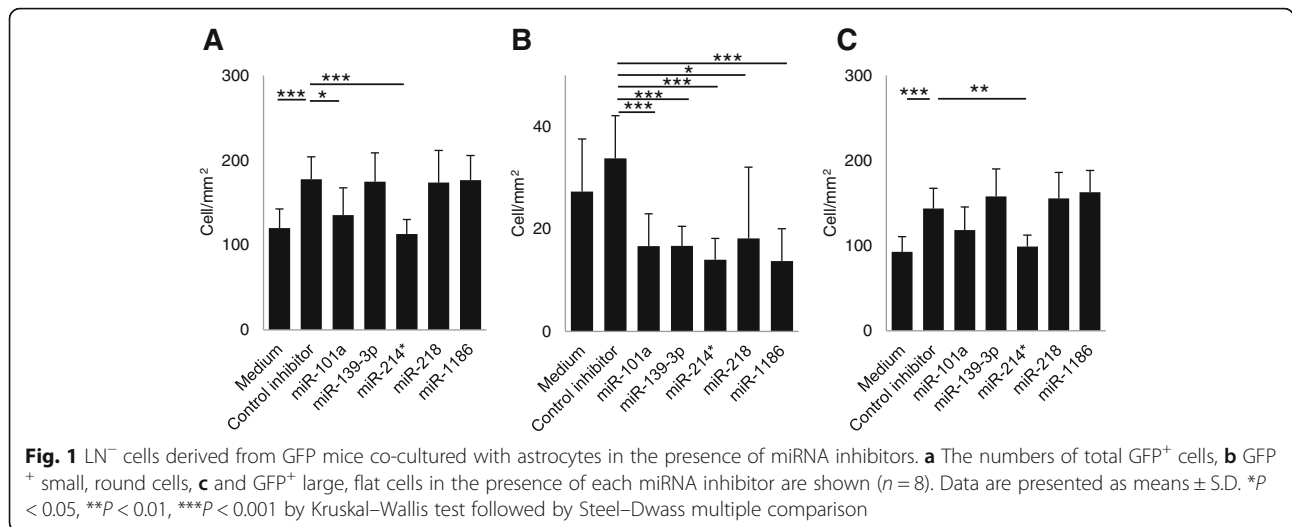 A
B
C
***
***
*
***
*
***
***
***
***
**
300
200
100
0
Cell/mm²
Medium
Control inhibitor
miR-101a
miR-139-3p
miR-214*
miR-218
miR-1186
40
20
0
Cell/mm²
Medium
Control inhibitor
miR-101a
miR-139-3p
miR-214*
miR-218
miR-1186
300
200
100
0
Cell/mm²
Medium
Control inhibitor
miR-101a
miR-139-3p
miR-214*
miR-218
miR-1186
Fig. 1 LN⁻ cells derived from GFP mice co-cultured with astrocytes in the presence of miRNA inhibitors. a The numbers of total GFP⁺ cells, b GFP
⁺ small, round cells, c and GFP⁺ large, flat cells in the presence of each miRNA inhibitor are shown (n = 8). Data are presented as means ± S.D. *P
< 0.05, **P < 0.01, ***P < 0.001 by Kruskal–Wallis test followed by Steel–Dwass multiple comparison